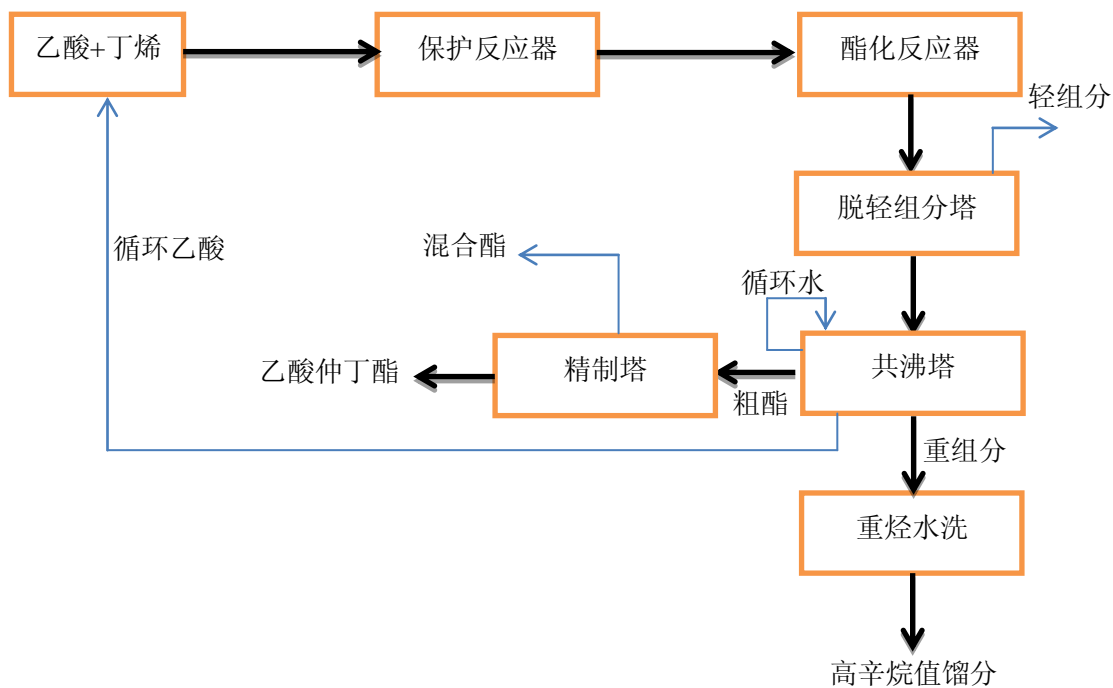 乙酸+丁烯
保护反应器
酯化反应器
轻组分
脱轻组分塔
循环乙酸
混合酯
循环水
乙酸仲丁酯
精制塔
共沸塔
粗酯
重组分
重烃水洗
高辛烷值馏分